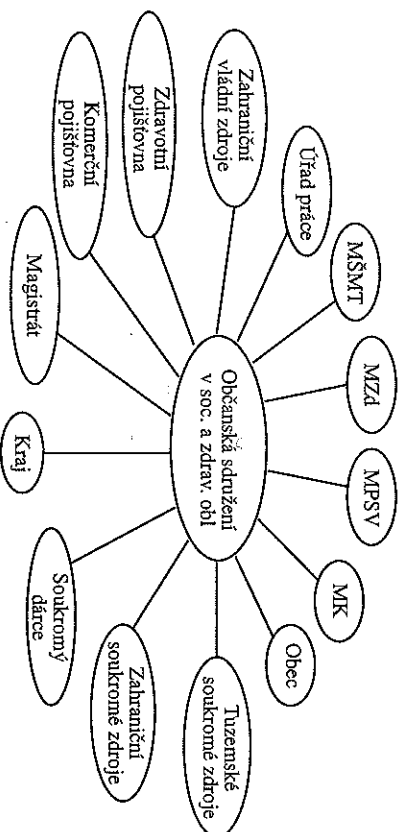 Občanská sdružení
v soc. a zdrav. obl
Zahraniční
vládní zdroje
Úřad práce
MŠMT
MZd
MPSV
MK
Obec
Tuzemské
soukromé zdroje
Zahraniční
soukromé zdroje
Soukromý
dárce
Kraj
Magistrát
Komerční
pojišťovna
Zdravotní
pojišťovna